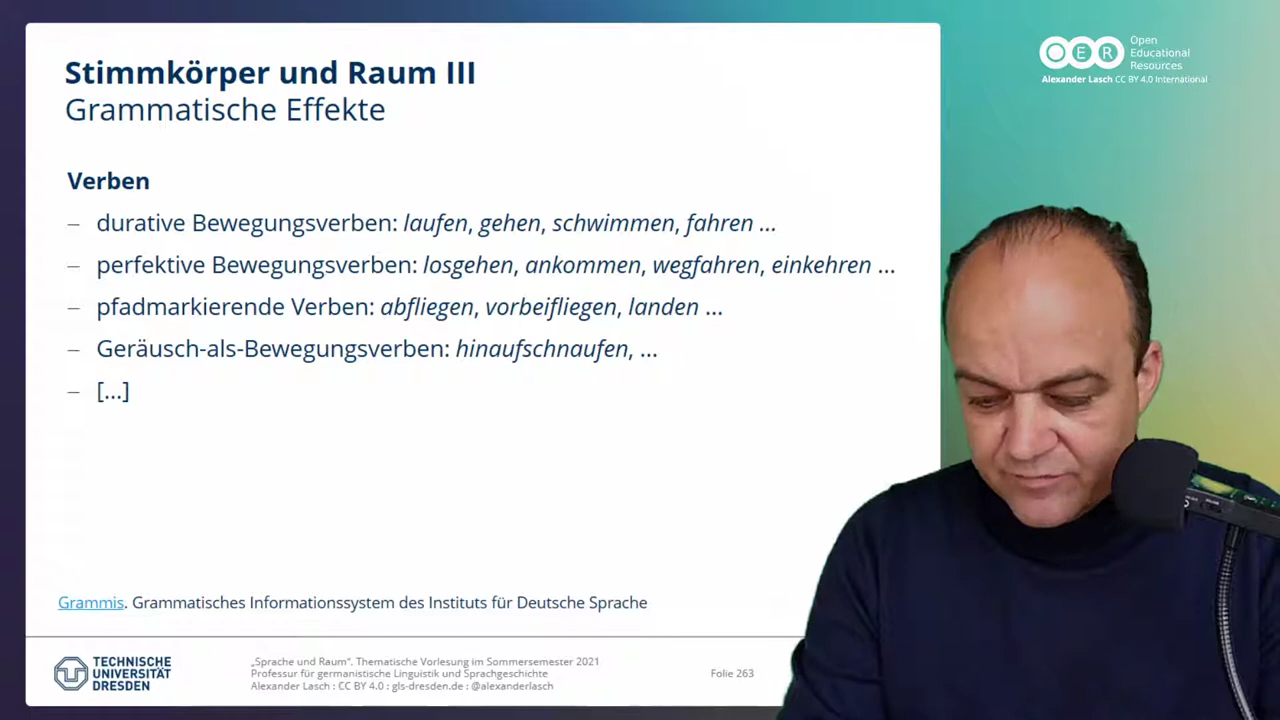 Stimmkörper und Raum III
Grammatische Effekte
Verben
– durative Bewegungsverben: laufen, gehen, schwimmen, fahren ...
– perfektive Bewegungsverben: losgehen, ankommen, wegfahren, einkehren ...
– pfadmarkierende Verben: abfliegen, vorbeifliegen, landen ...
– Geräusch-als-Bewegungsverben: hinaufschnaufen, ...
– [...]
Grammis. Grammatisches Informationssystem des Instituts für Deutsche Sprache
TECHNISCHE
UNIVERSITÄT
DRESDEN
„Sprache und Raum“. Thematische Vorlesung im Sommersemester 2021
Professur für germanistische Linguistik und Sprachgeschichte
Alexander Lasch : CC BY 4.0 : gls-dresden.de : @alexanderlasch
Folie 263
OER
Open
Educational
Resources
Alexander Lasch CC BY 4.0 International